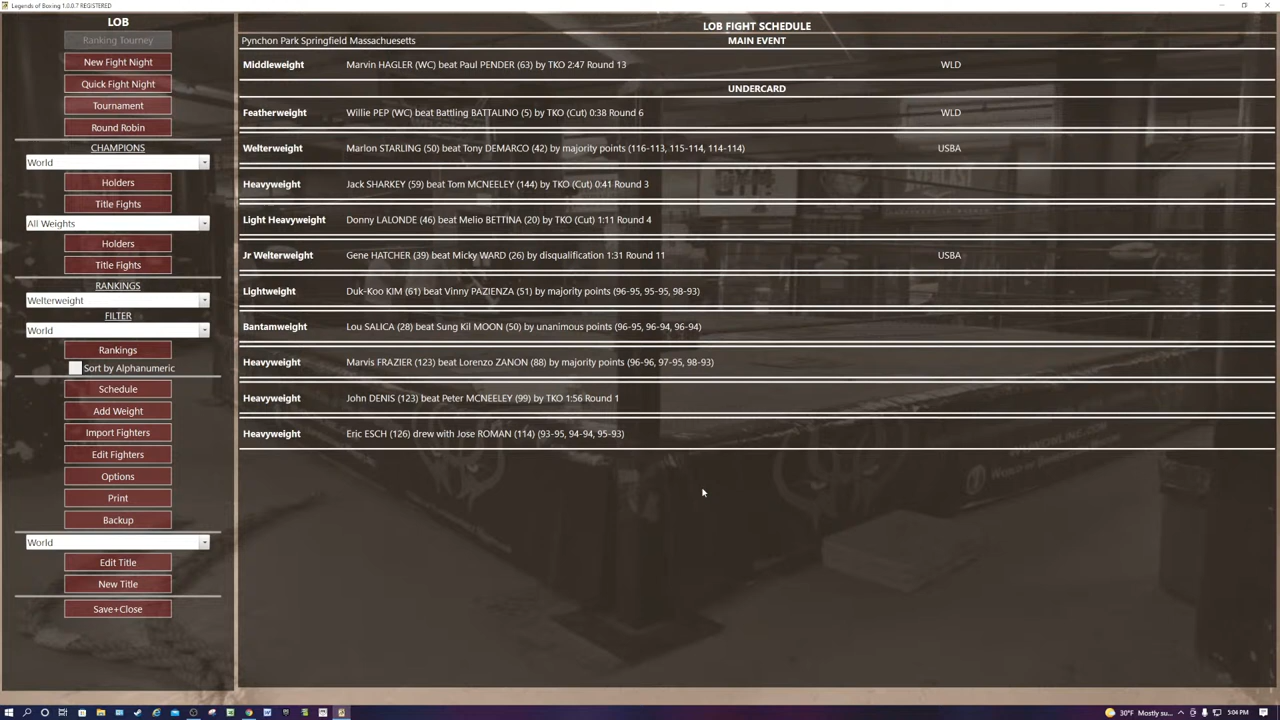 Legends of Boxing 1.0.0.7 REGISTERED
LOB
Ranking Tourney
New Fight Night
Quick Fight Night
Tournament
Round Robin
CHAMPIONS
World
Holders
Title Fights
All Weights
Holders
Title Fights
RANKINGS
Welterweight
FILTER
World
Rankings
Sort by Alphanumeric
Schedule
Add Weight
Import Fighters
Edit Fighters
Options
Print
Backup
World
Edit Title
New Title
Save+Close
LOB FIGHT SCHEDULE
Pynchon Park Springfield Massachuesetts MAIN EVENT
Middleweight Marvin HAGLER (WC) beat Paul PENDER (63) by TKO 2:47 Round 13 WLD
UNDERCARD
Featherweight Willie PEP (WC) beat Battling BATTALINO (5) by TKO (Cut) 0:38 Round 6 WLD
Welterweight Marlon STARLING (50) beat Tony DEMARCO (42) by majority points (116-113, 115-114, 114-114) USBA
Heavyweight Jack SHARKEY (59) beat Tom MCNEELEY (144) by TKO (Cut) 0:41 Round 3
Light Heavyweight Donny LALONDE (46) beat Melio BETTINA (20) by TKO (Cut) 1:11 Round 4
Jr Welterweight Gene HATCHER (39) beat Micky WARD (26) by disqualification 1:31 Round 11 USBA
Lightweight Duk-Koo KIM (61) beat Vinny PAZIENZA (51) by majority points (96-95, 95-95, 98-93)
Bantamweight Lou SALICA (28) beat Sung Kil MOON (50) by unanimous points (96-95, 96-94, 96-94)
Heavyweight Marvis FRAZIER (123) beat Lorenzo ZANON (88) by majority points (96-96, 97-95, 98-93)
Heavyweight John DENIS (123) beat Peter MCNEELEY (99) by TKO 1:56 Round 1
Heavyweight Eric ESCH (126) drew with Jose ROMAN (114) (93-95, 94-94, 95-93)
30°F Mostly su... 5:04 PM